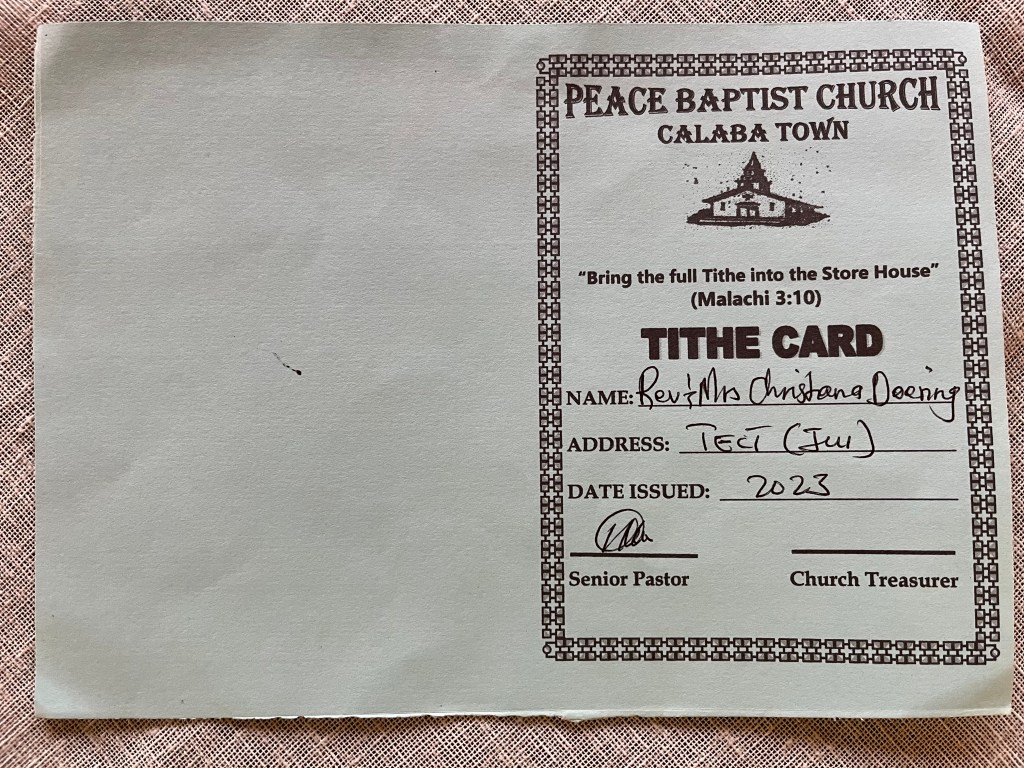 PEACE BAPTIST CHURCH
CALABA TOWN
“Bring the full Tithe into the Store House”
(Malachi 3:10)
TITHE CARD
NAME: Rev & Mrs Christiana Doering
ADDRESS: TECT (Jui)
DATE ISSUED: 2023
Senior Pastor Church Treasurer